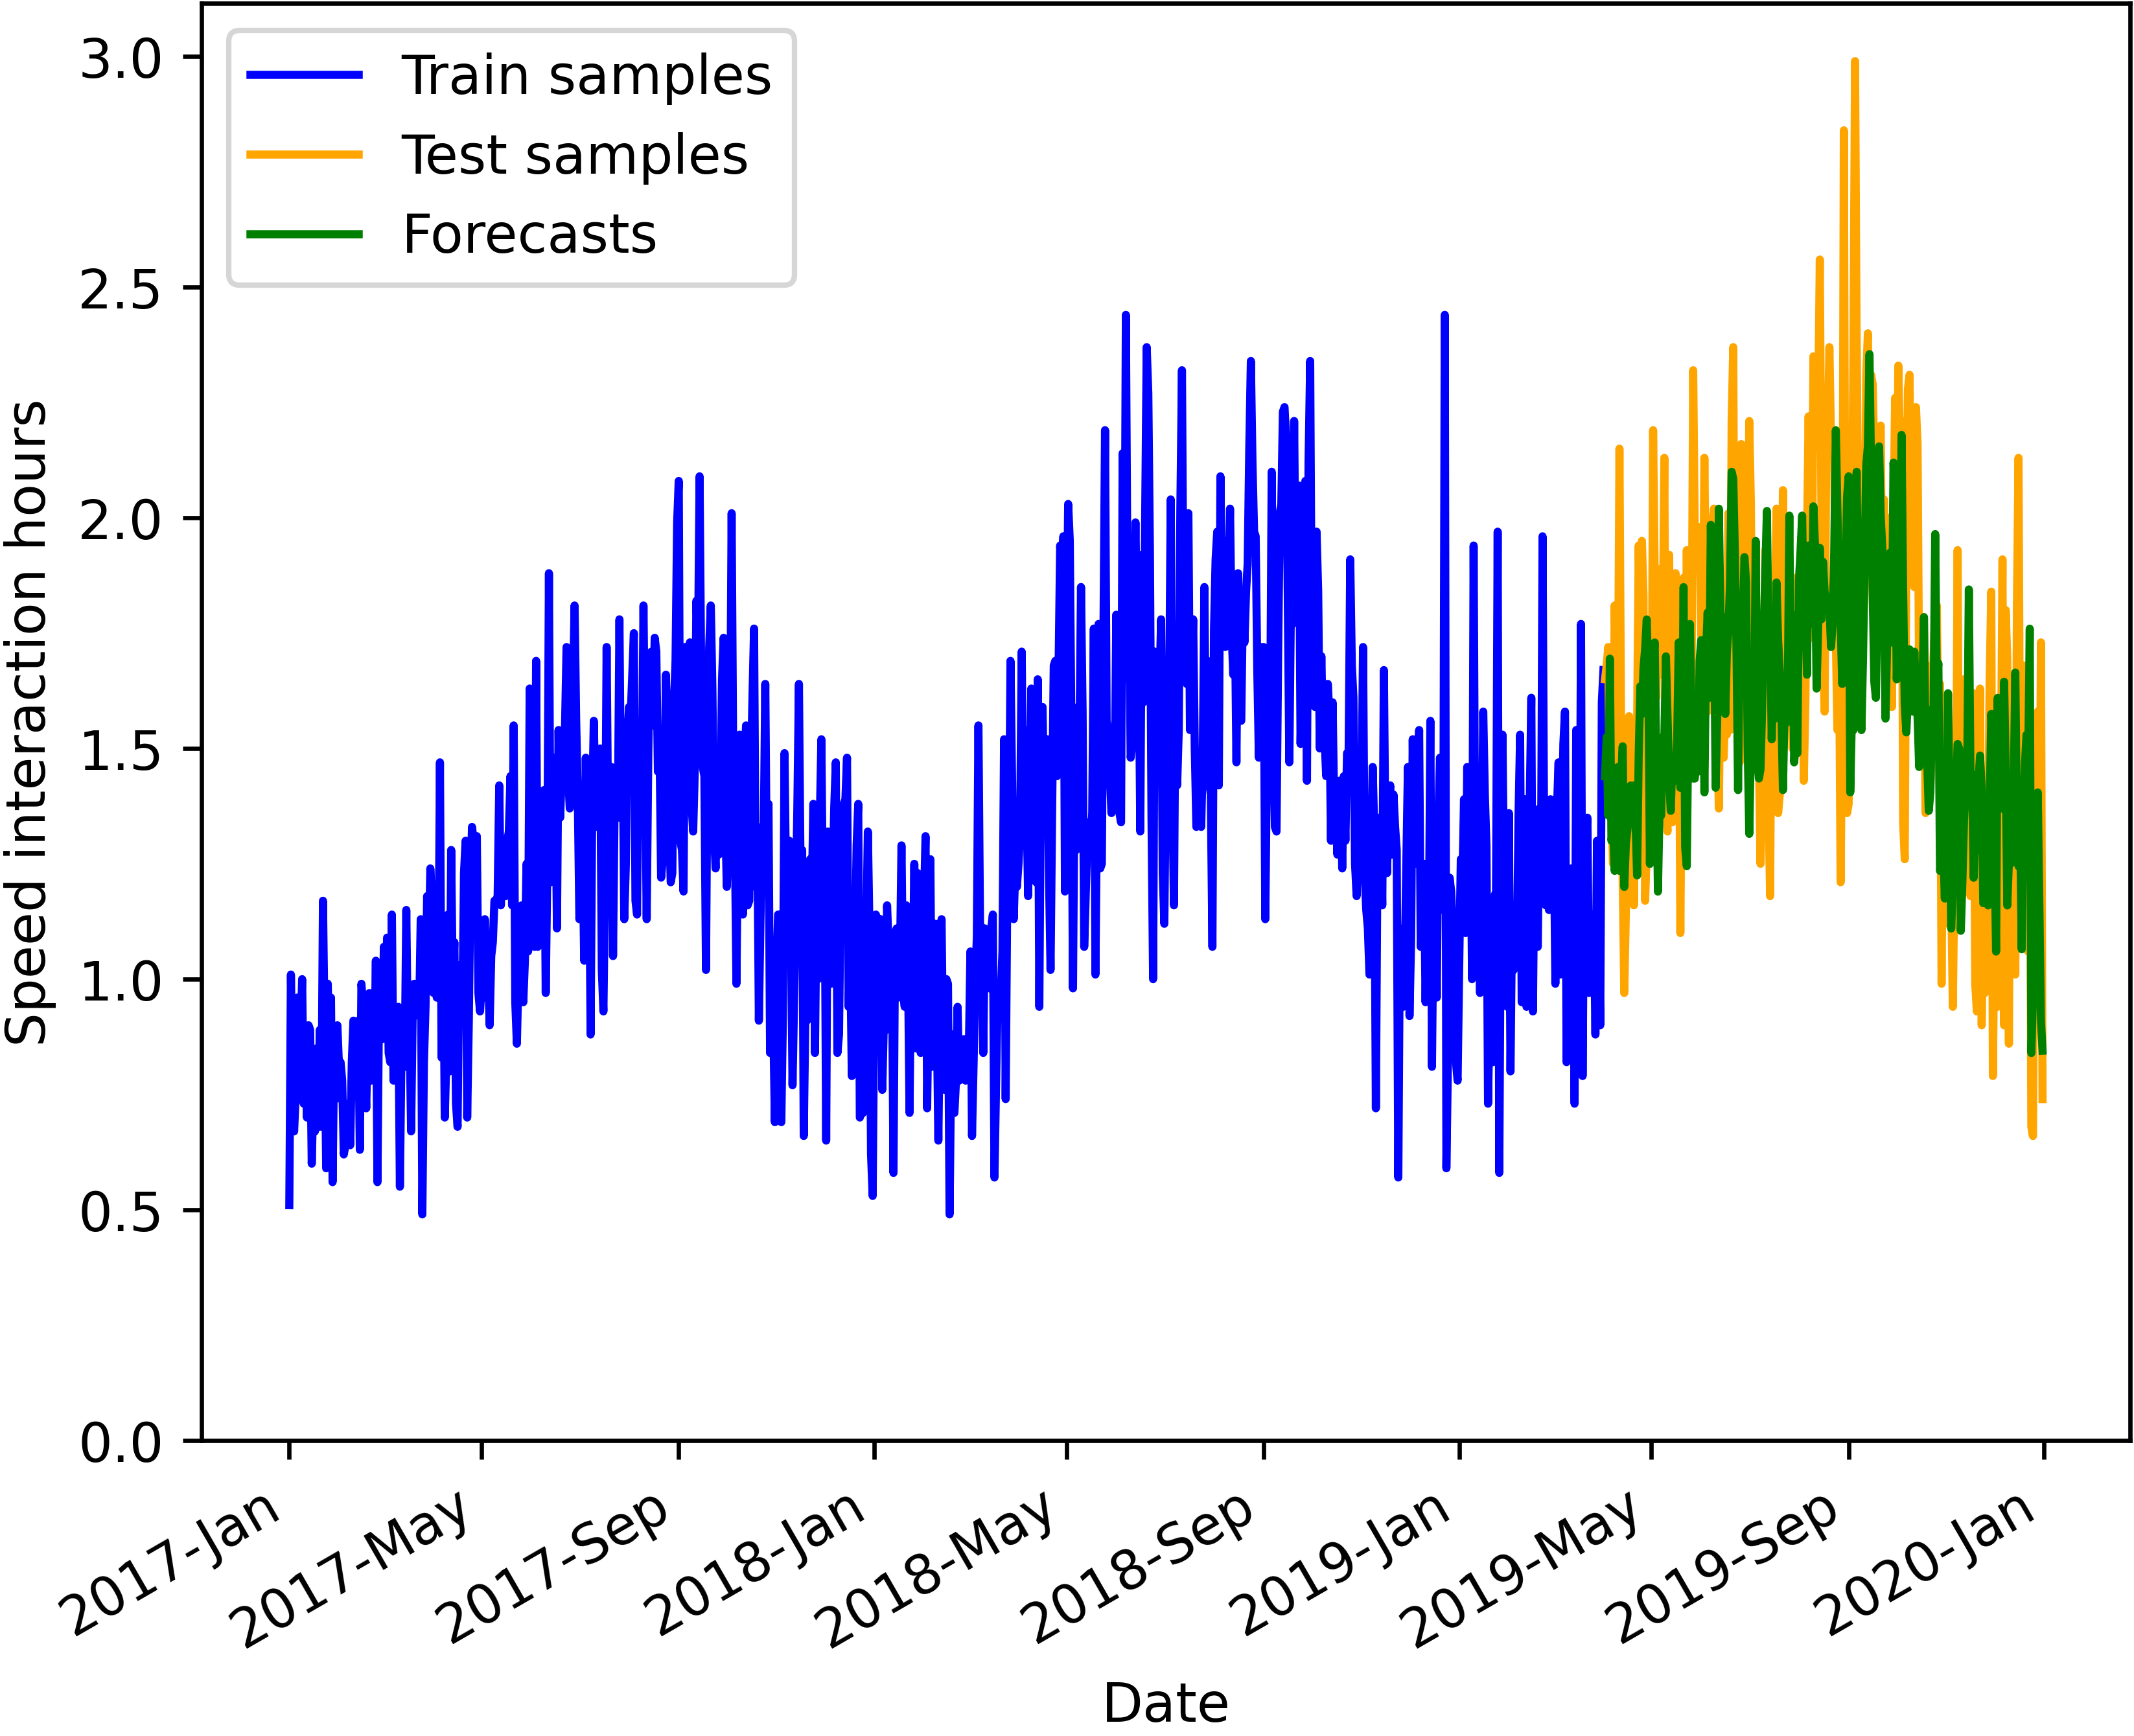 Train samples
Test samples
Forecasts
3.0
2.5
2.0
1.5
1.0
0.5
0.0
Speed interaction hours
2017-Jan
2017-May
2017-Sep
2018-Jan
2018-May
2018-Sep
2019-Jan
2019-May
2019-Sep
2020-Jan
Date